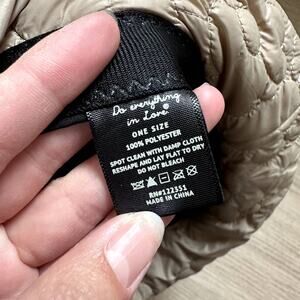 Do everything
in Love
ONE SIZE
100% POLYESTER
SPOT CLEAN WITH DAMP CLOTH
RESHAPE AND LAY FLAT TO DRY
DO NOT BLEACH
RN#122351
MADE IN CHINA